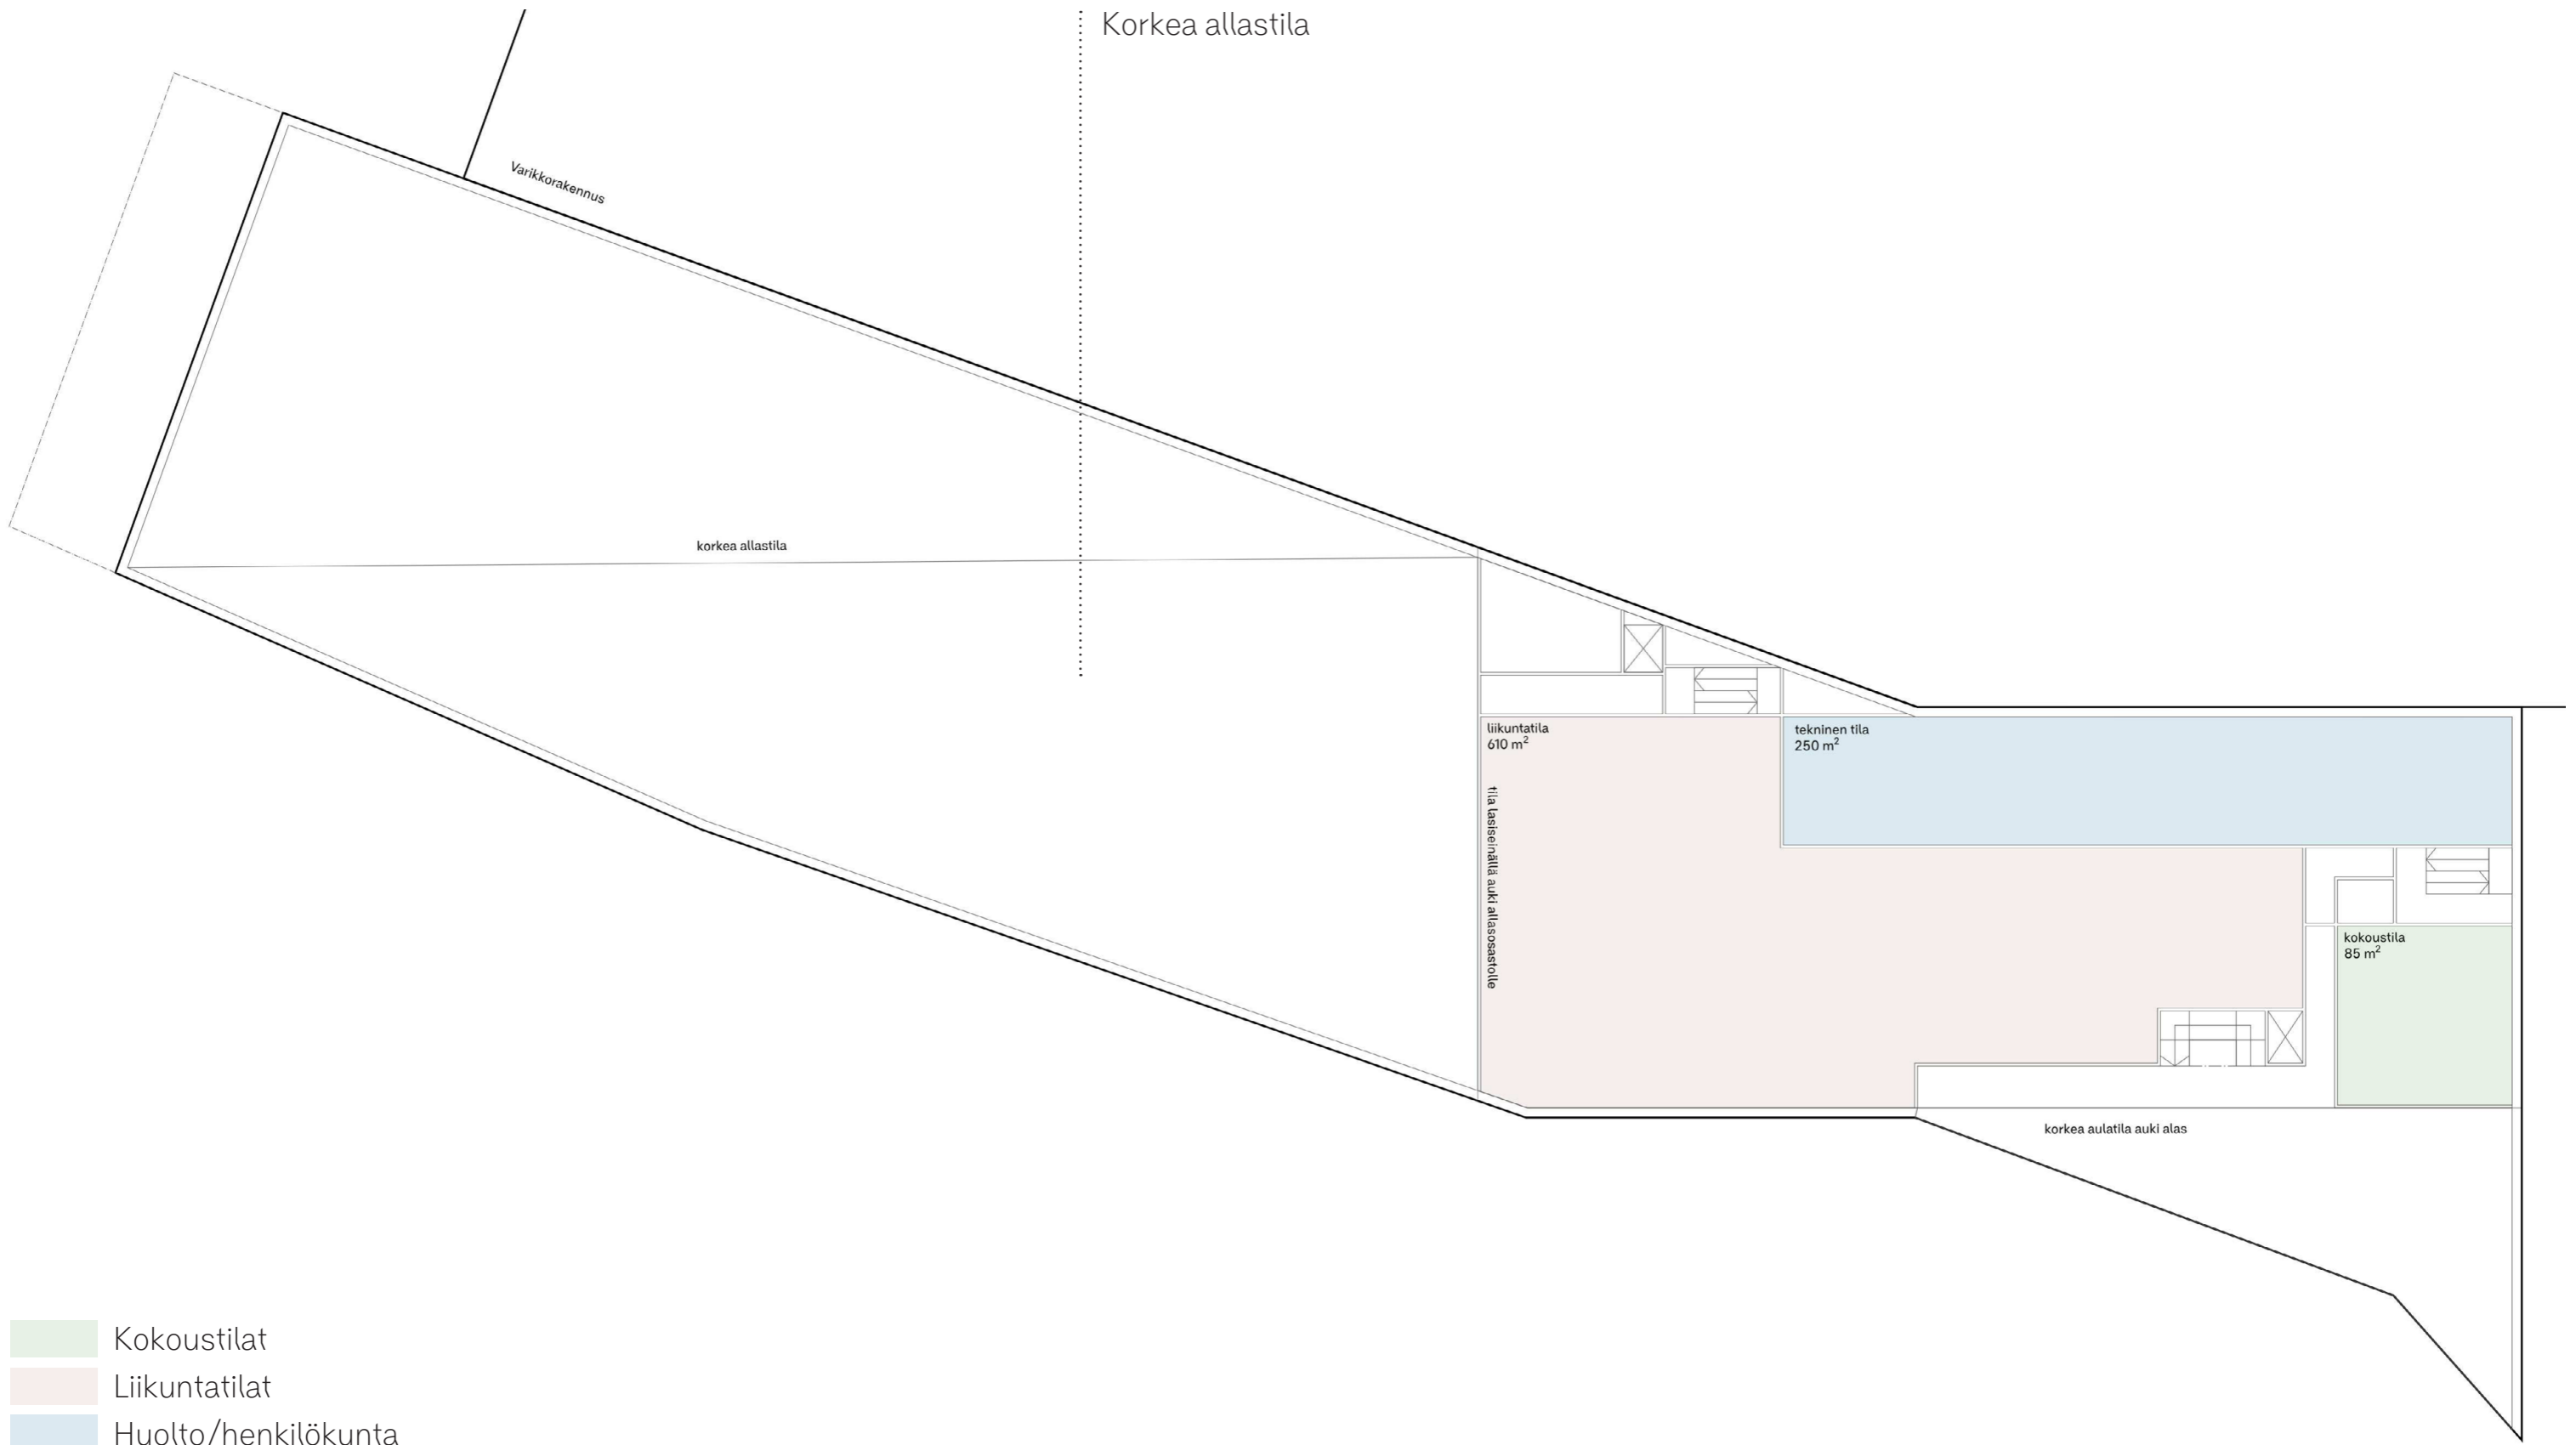 Korkea allastila
Varikkorakennus
korkea allastila
liikuntatila
610 m²
tekninen tila
250 m²
tila lasiseinällä auki allasosastolle
kokoustila
85 m²
korkea aulatila auki alas
Kokoustilat
Liikuntatilat
Huolto/henkilökunta